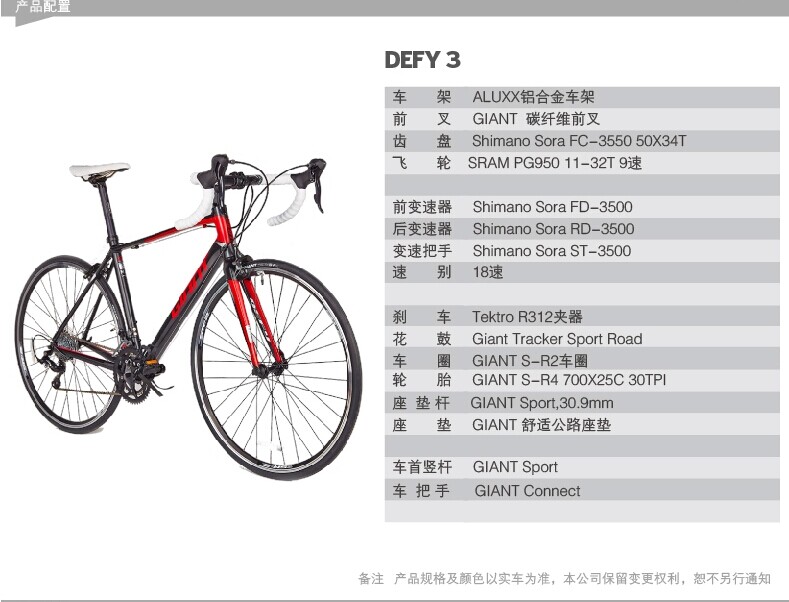 产品配置
DEFY 3
车 架 ALUXX铝合金车架
前 叉 GIANT 碳纤维前叉
齿 盘 Shimano Sora FC-3550 50X34T
飞 轮 SRAM PG950 11-32T 9速
前变速器 Shimano Sora FD-3500
后变速器 Shimano Sora RD-3500
变速把手 Shimano Sora ST-3500
速 别 18速
刹 车 Tektro R312夹器
花 鼓 Giant Tracker Sport Road
车 圈 GIANT S-R2车圈
轮 胎 GIANT S-R4 700X25C 30TPI
座 垫 杆 GIANT Sport,30.9mm
座 垫 GIANT 舒适公路座垫
车首竖杆 GIANT Sport
车 把 手 GIANT Connect
GIANT
备注 产品规格及颜色以实车为准，本公司保留变更权利，恕不另行通知